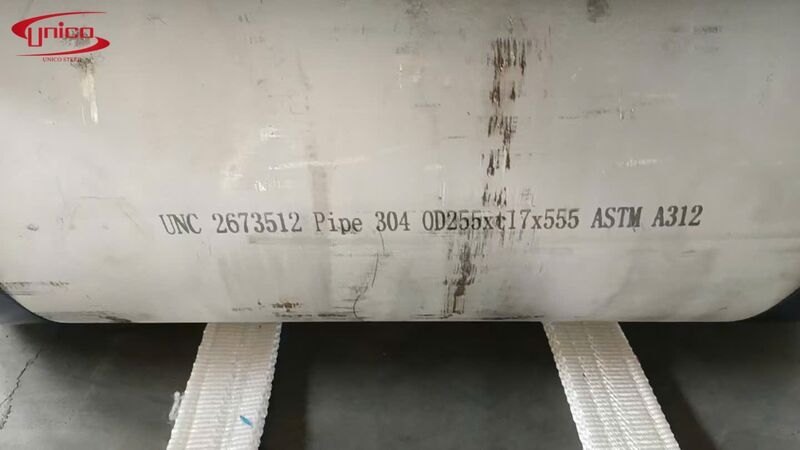 Unico
UNICO STEEL
UNC 2673512 Pipe 304 OD255xt17x555 ASTM A312